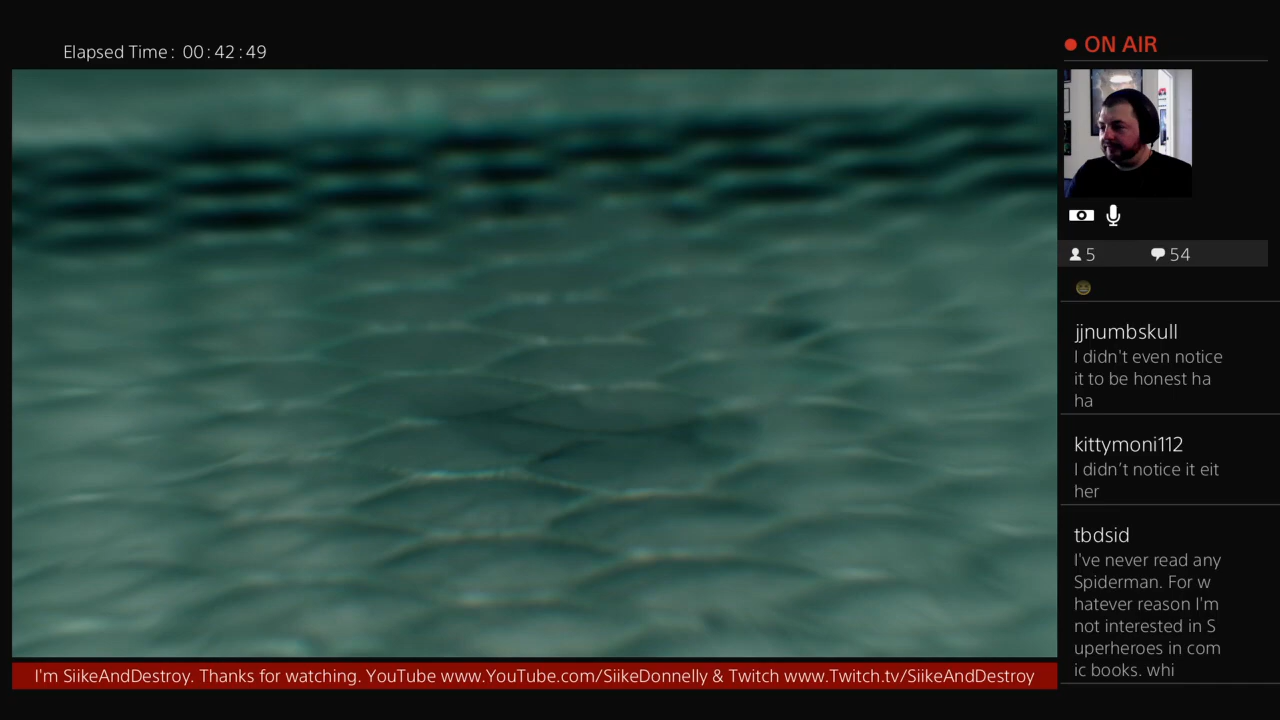 Elapsed Time: 00:42:49
ON AIR
5 54
jjnumbskull
I didn't even notice
it to be honest ha
ha
kittymoni112
I didn't notice it eit
her
tbdsid
I've never read any
Spiderman. For w
hatever reason I'm
not interested in S
uperheroes in com
ic books. whi
I'm SiikeAndDestroy. Thanks for watching. YouTube www.YouTube.com/SiikeDonnelly & Twitch www.Twitch.tv/SiikeAndDestroy